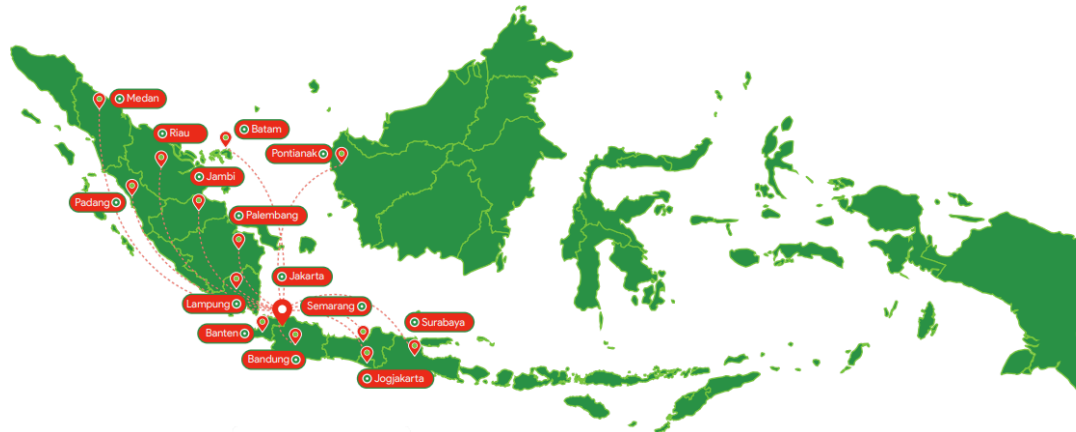 Medan
Riau
Batam
Pontianak
Jambi
Padang
Palembang
Jakarta
Lampung
Semarang
Surabaya
Banten
Bandung
Jogjakarta